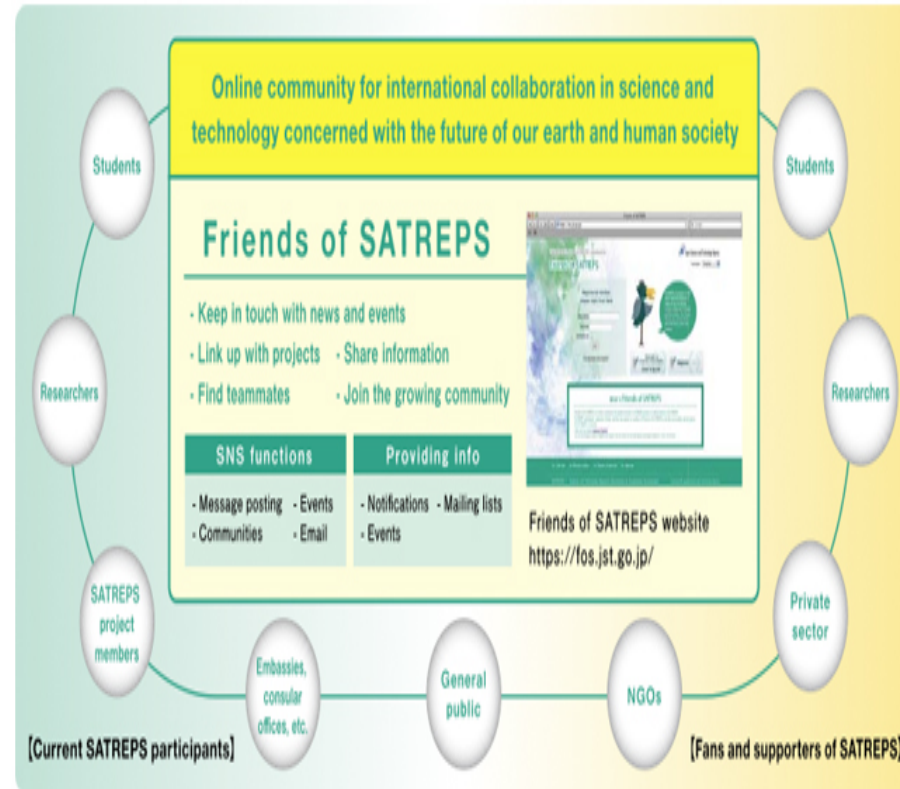 Online community for international collaboration in science and
technology concerned with the future of our earth and human society
Friends of SATREPS
- Keep in touch with news and events
- Link up with projects - Share information
- Find teammates - Join the growing community
SNS functions
- Message posting - Events
- Communities - Email
Providing info
- Notifications - Mailing lists
- Events
Friends of SATREPS website
https://fos.jst.go.jp/
Students
Researchers
SATREPS
project
members
Embassies,
consular
offices, etc.
General
public
NGOs
Private
sector
Researchers
Students
【Current SATREPS participants】
【Fans and supporters of SATREPS】